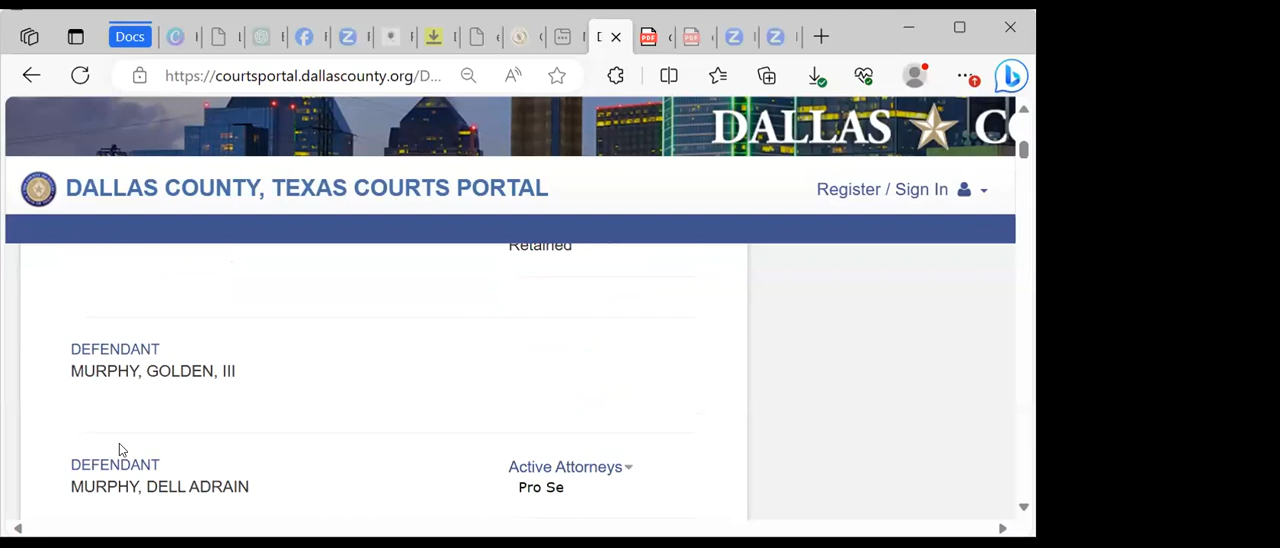 Docs
https://courtsportal.dallascounty.org/D...
DALLAS C
DALLAS COUNTY, TEXAS COURTS PORTAL
Register / Sign In
Retained
DEFENDANT
MURPHY, GOLDEN, III
DEFENDANT
Active Attorneys
MURPHY, DELL ADRAIN
Pro Se